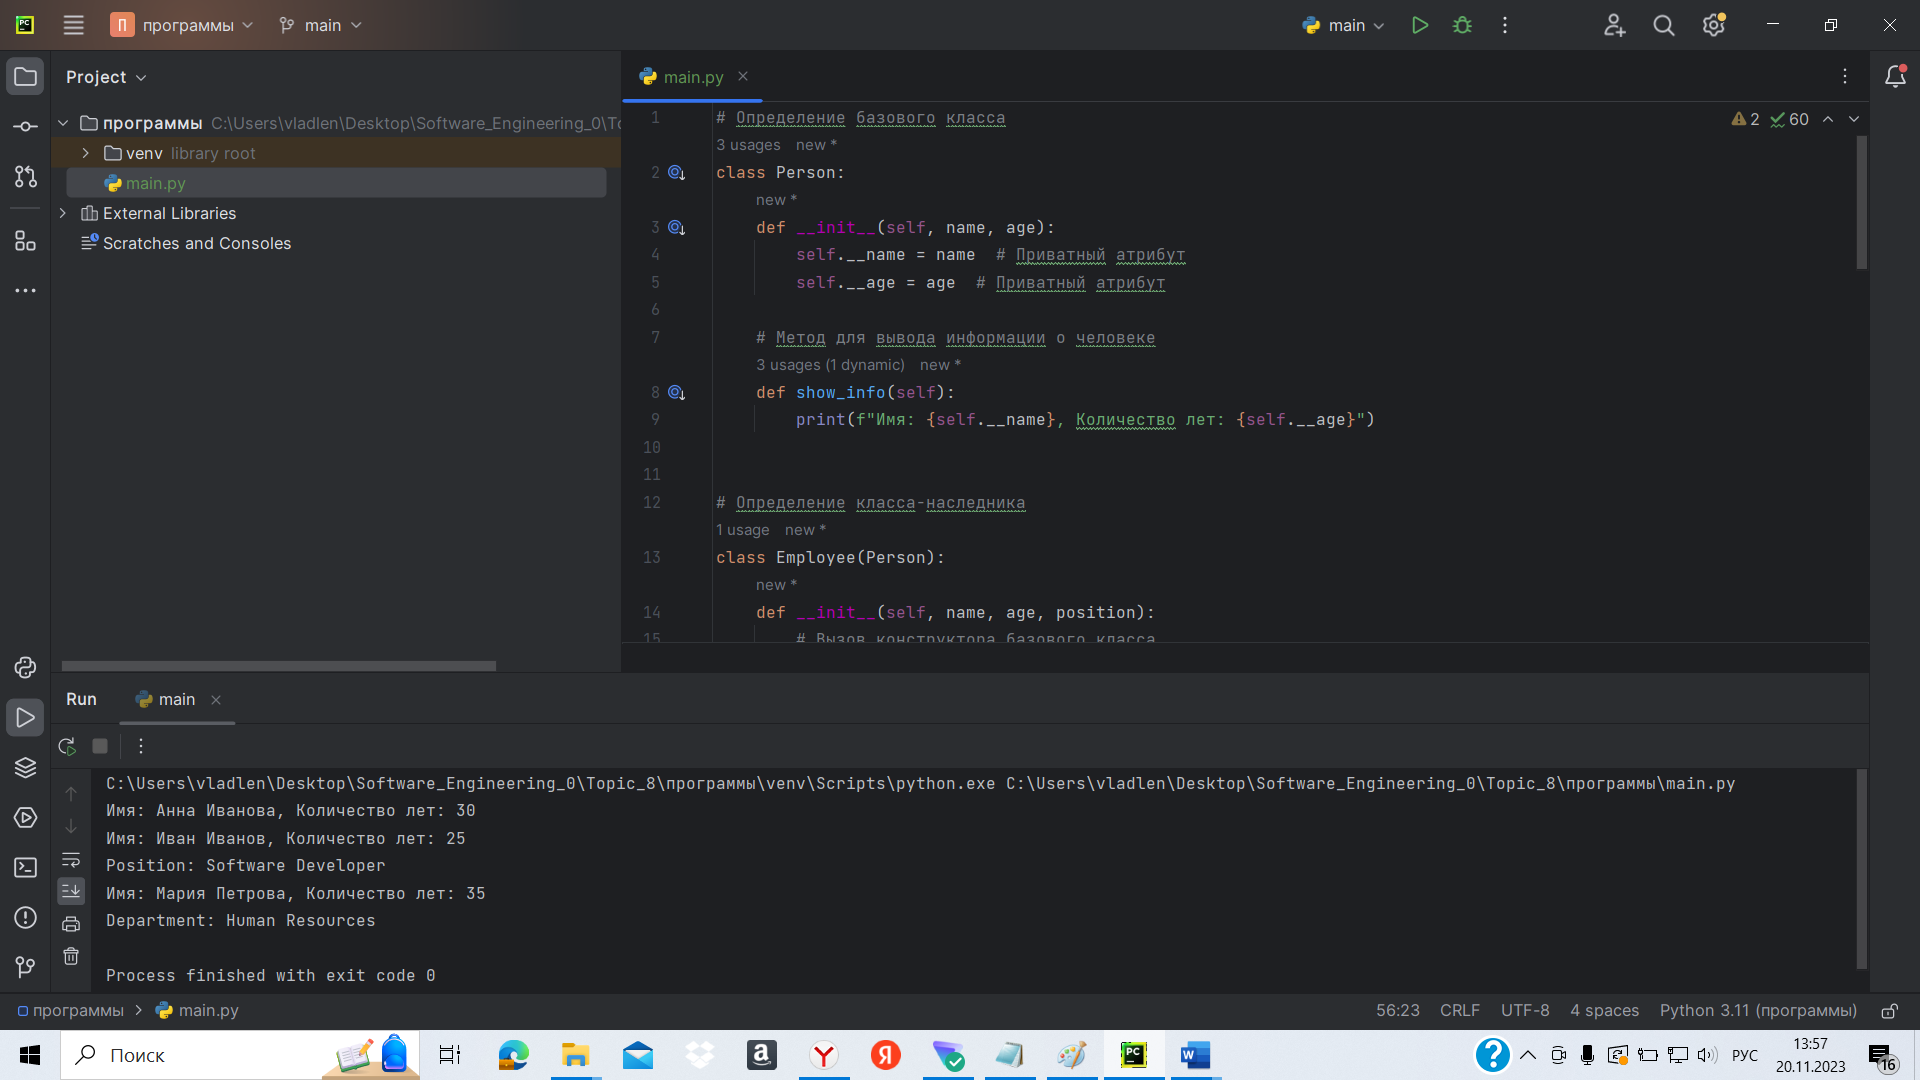 PC
П программы
main
main
Project
main.py
программы C:\Users\vladlen\Desktop\Software_Engineering_0\To
venv library root
main.py
External Libraries
Scratches and Consoles
2 60
1 # Определение базового класса
3 usages new *
2 class Person:
new *
3 def __init__(self, name, age):
4 self.__name = name # Приватный атрибут
5 self.__age = age # Приватный атрибут
6
7 # Метод для вывода информации о человеке
3 usages (1 dynamic) new *
8 def show_info(self):
9 print(f"Имя: {self.__name}, Количество лет: {self.__age}")
10
11
12 # Определение класса-наследника
1 usage new *
13 class Employee(Person):
new *
14 def __init__(self, name, age, position):
15 # Вызов конструктора базового класса
Run main
C:\Users\vladlen\Desktop\Software_Engineering_0\Topic_8\программы\venv\Scripts\python.exe C:\Users\vladlen\Desktop\Software_Engineering_0\Topic_8\программы\main.py
Имя: Анна Иванова, Количество лет: 30
Имя: Иван Иванов, Количество лет: 25
Position: Software Developer
Имя: Мария Петрова, Количество лет: 35
Department: Human Resources
Process finished with exit code 0
программы main.py
56:23 CRLF UTF-8 4 spaces Python 3.11 (программы)
Поиск
a
Y
Я
PC
W
?
РУС
13:57
20.11.2023
16